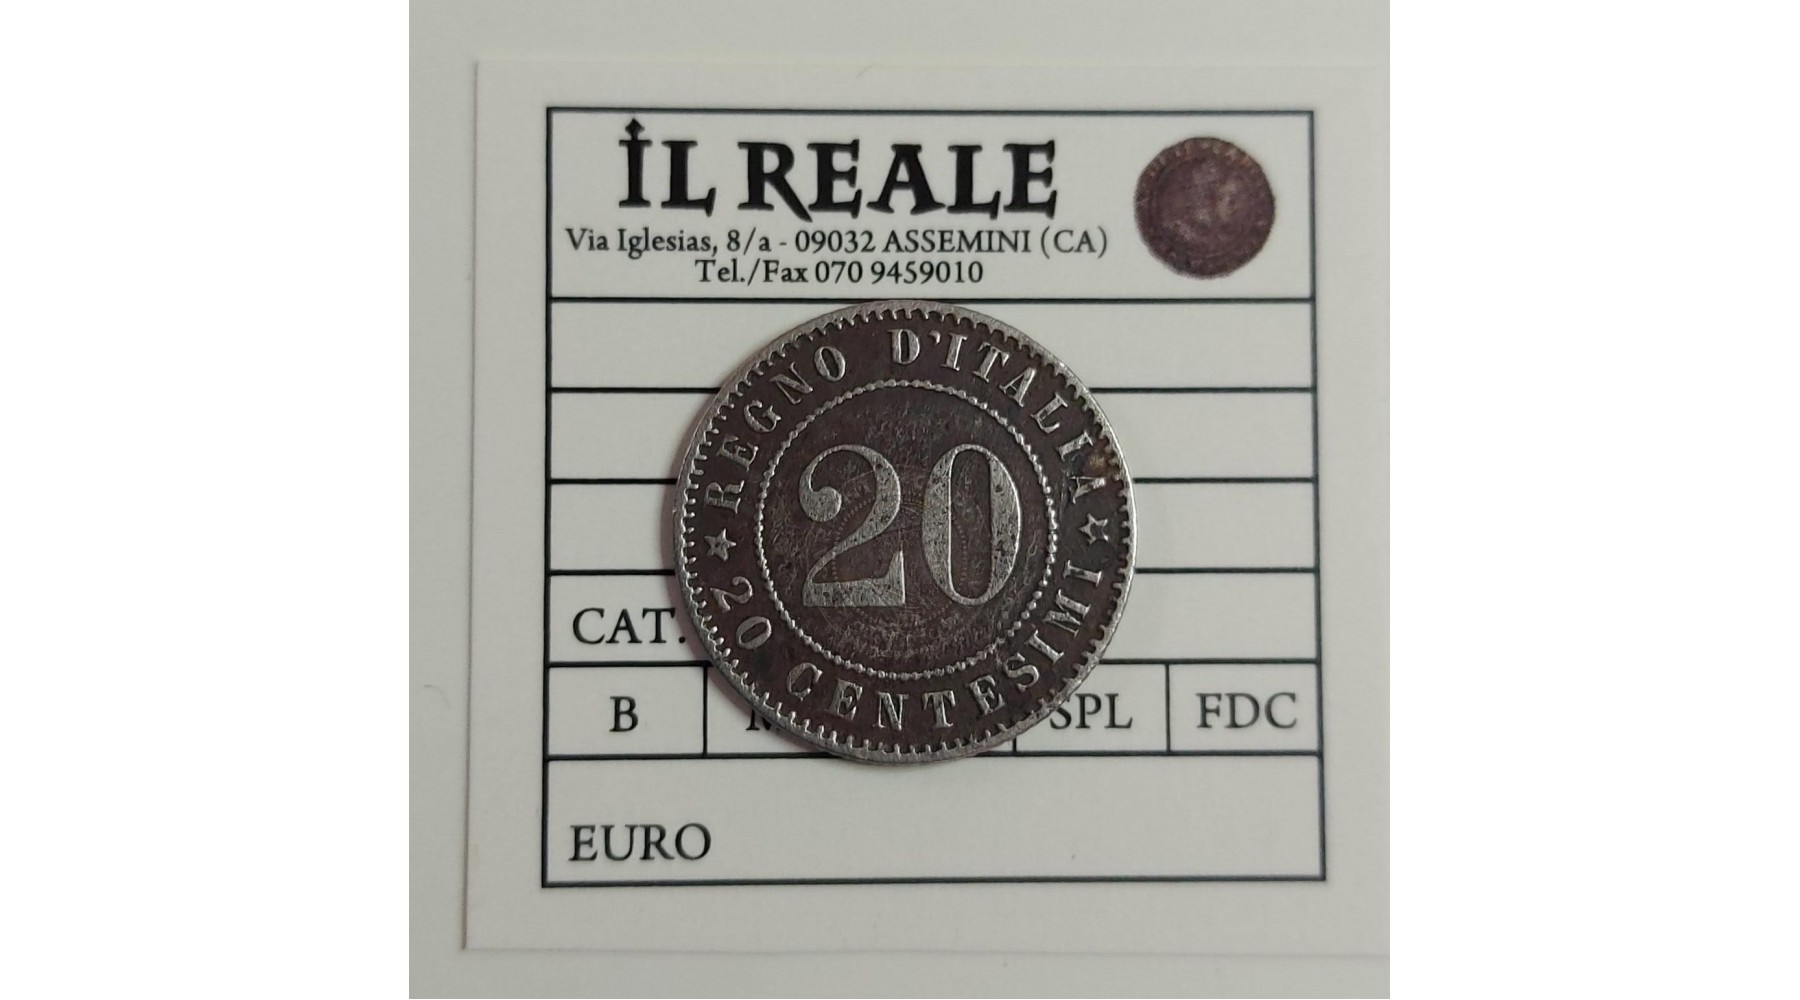 İL REALE
Via Iglesias, 8/a - 09032 ASSEMINI (CA)
Tel./Fax 070 9459010
REGNO D'ITALIA
20
20 CENTESIMI
CAT.
B SPL FDC
EURO